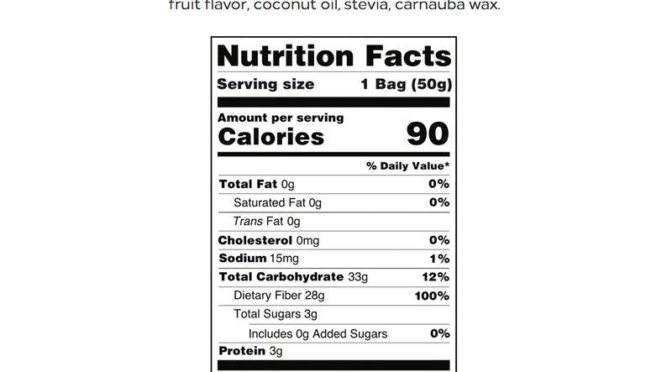 fruit flavor, coconut oil, stevia, carnauba wax.
Nutrition Facts
Serving size 1 Bag (50g)
Amount per serving
Calories 90
% Daily Value*
Total Fat 0g 0%
Saturated Fat 0g 0%
Trans Fat 0g
Cholesterol 0mg 0%
Sodium 15mg 1%
Total Carbohydrate 33g 12%
Dietary Fiber 28g 100%
Total Sugars 3g
Includes 0g Added Sugars 0%
Protein 3g